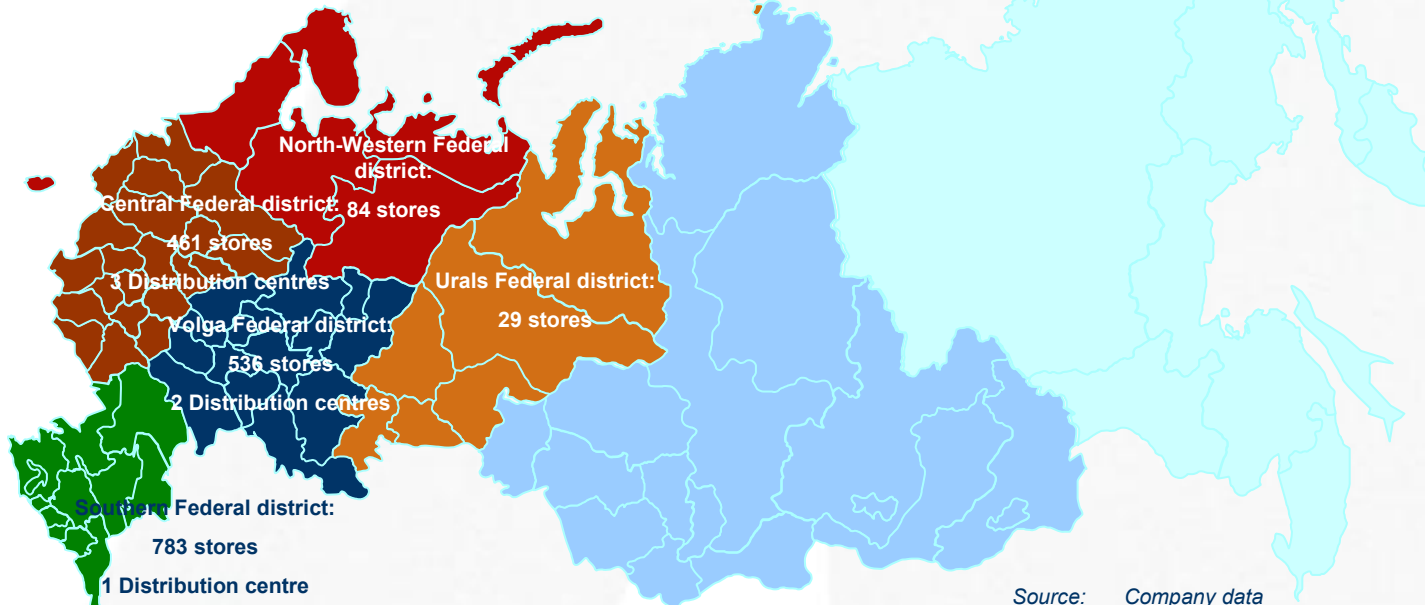 North-Western Federal
district:
84 stores
Central Federal district:
461 stores
3 Distribution centres
Urals Federal district:
29 stores
Volga Federal district:
536 stores
2 Distribution centres
Southern Federal district:
783 stores
1 Distribution centre
Source: Company data